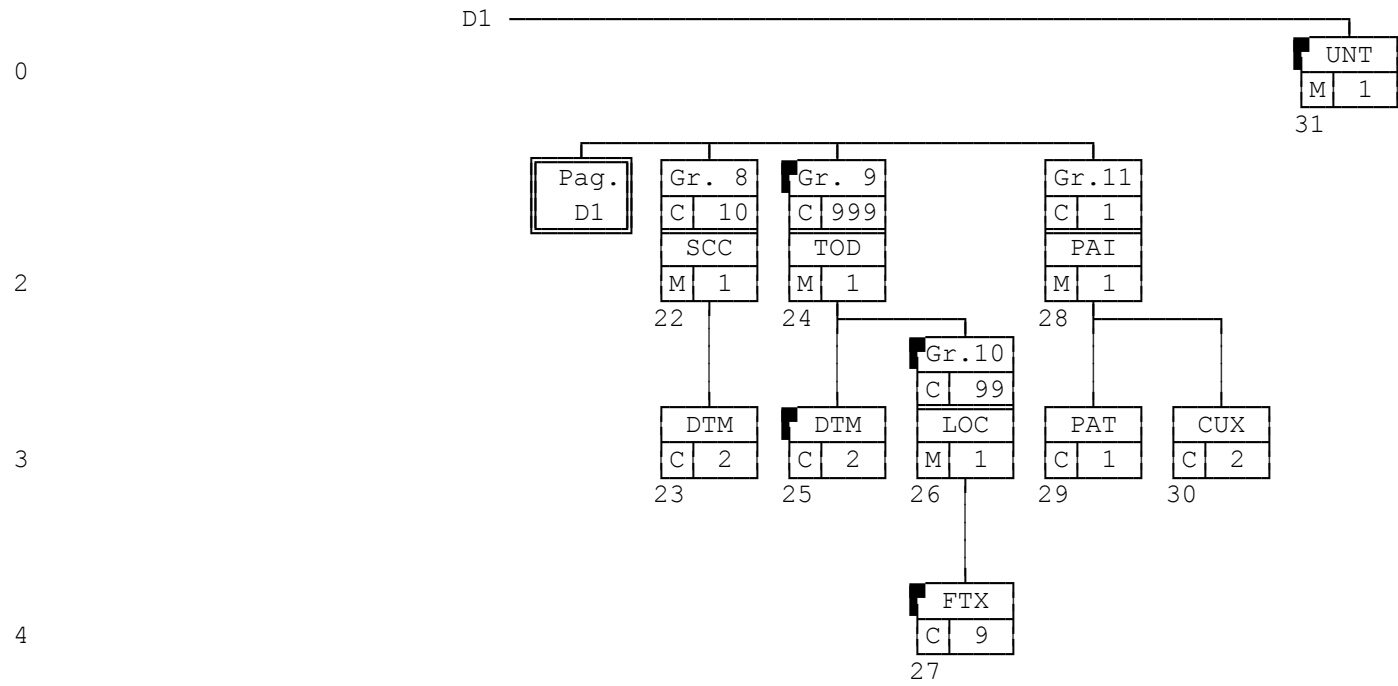 D1
0
UNT
M 1
31
Pag. D1
Gr. 8
C 10
SCC
M 1
22
Gr. 9
C 999
TOD
M 1
24
Gr.11
C 1
PAI
M 1
28
2
Gr.10
C 99
LOC
M 1
26
3
DTM
C 2
23
DTM
C 2
25
PAT
C 1
29
CUX
C 2
30
4
FTX
C 9
27